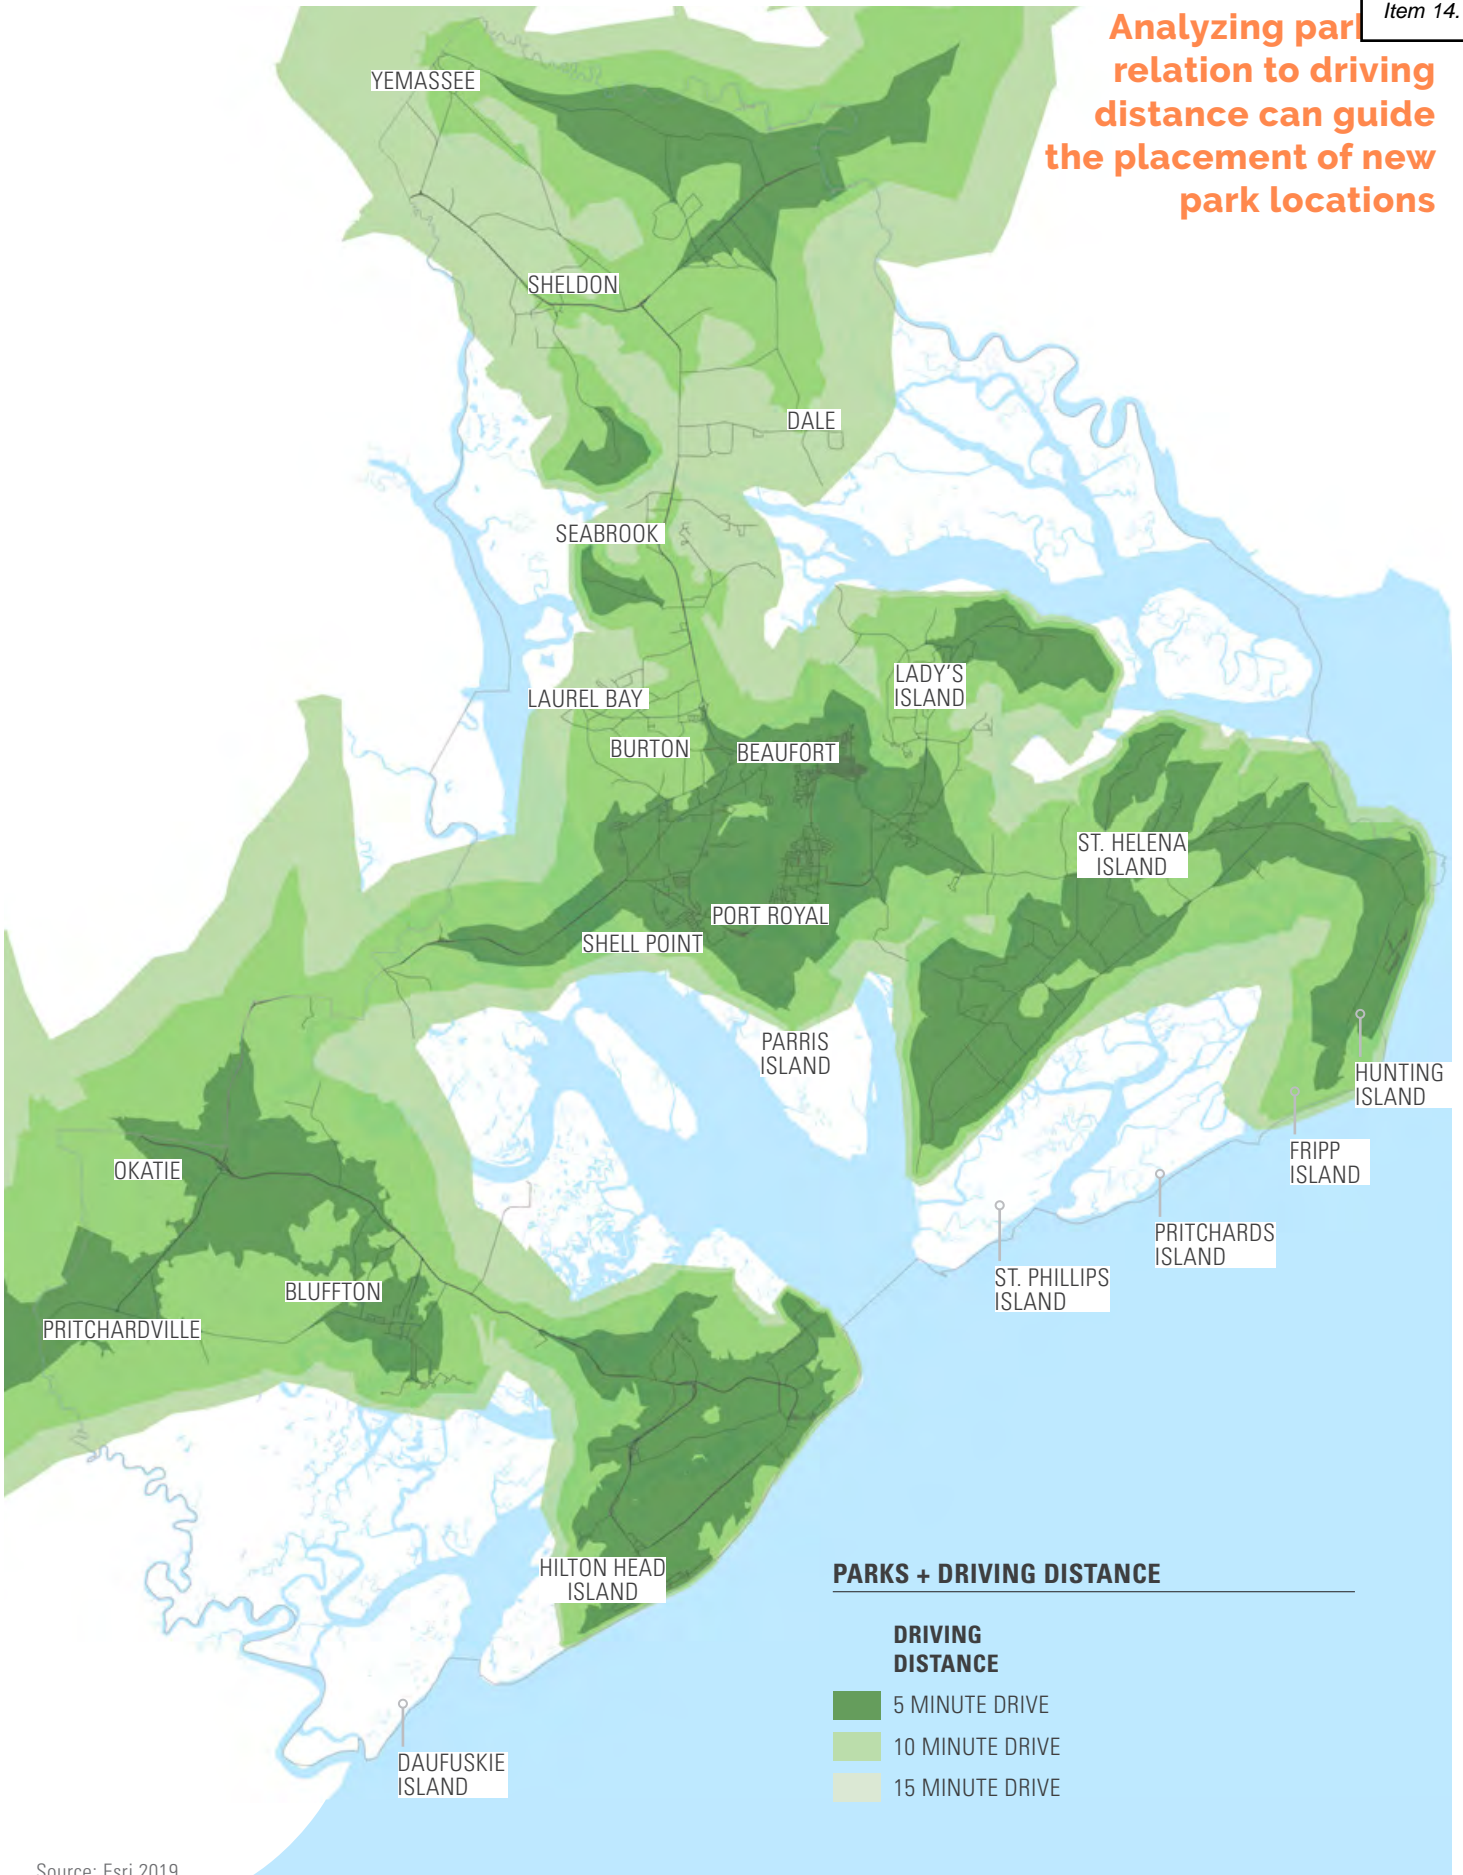 Item 14.
Analyzing
relation to driving
distance can guide
the placement of new
park locations
YEMASSEE
SHELDON
DALE
SEABROOK
LADY'S
ISLAND
LAUREL BAY
BURTON
BEAUFORT
ST. HELENA
ISLAND
PORT ROYAL
SHELL POINT
PARRIS
ISLAND
HUNTING
ISLAND
FRIPP
ISLAND
OKATIE
PRITCHARDS
ISLAND
ST. PHILLIPS
ISLAND
BLUFFTON
PRITCHARDVILLE
HILTON HEAD
ISLAND
DAUFUSKIE
ISLAND
PARKS + DRIVING DISTANCE
DRIVING
DISTANCE
5 MINUTE DRIVE
10 MINUTE DRIVE
15 MINUTE DRIVE
Source: Esri 2019